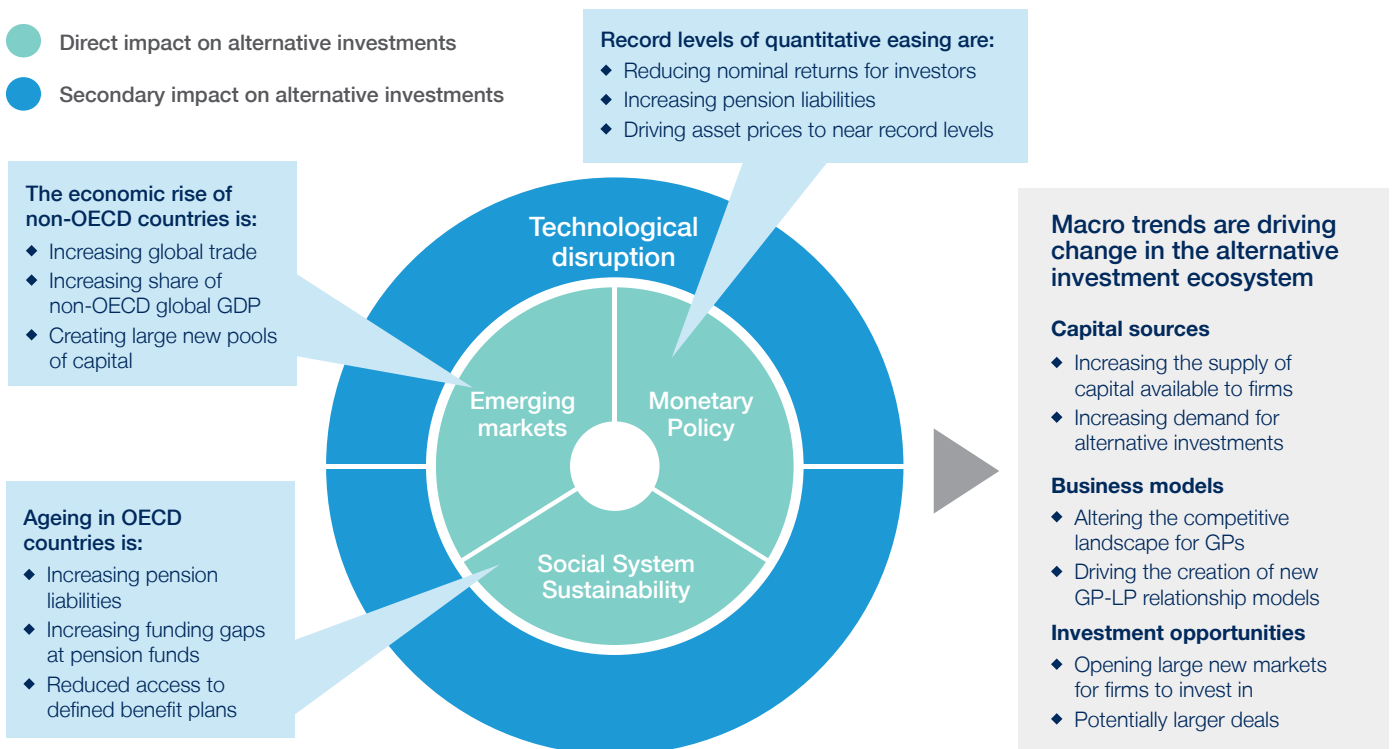 Direct impact on alternative investments
Secondary impact on alternative investments
Record levels of quantitative easing are:
◆ Reducing nominal returns for investors
◆ Increasing pension liabilities
◆ Driving asset prices to near record levels
The economic rise of
non-OECD countries is:
◆ Increasing global trade
◆ Increasing share of
non-OECD global GDP
◆ Creating large new pools
of capital
Ageing in OECD
countries is:
◆ Increasing pension
liabilities
◆ Increasing funding gaps
at pension funds
◆ Reduced access to
defined benefit plans
Technological
disruption
Emerging
markets
Monetary
Policy
Social System
Sustainability
Macro trends are driving
change in the alternative
investment ecosystem
Capital sources
◆ Increasing the supply of
capital available to firms
◆ Increasing demand for
alternative investments
Business models
◆ Altering the competitive
landscape for GPs
◆ Driving the creation of new
GP-LP relationship models
Investment opportunities
◆ Opening large new markets
for firms to invest in
◆ Potentially larger deals